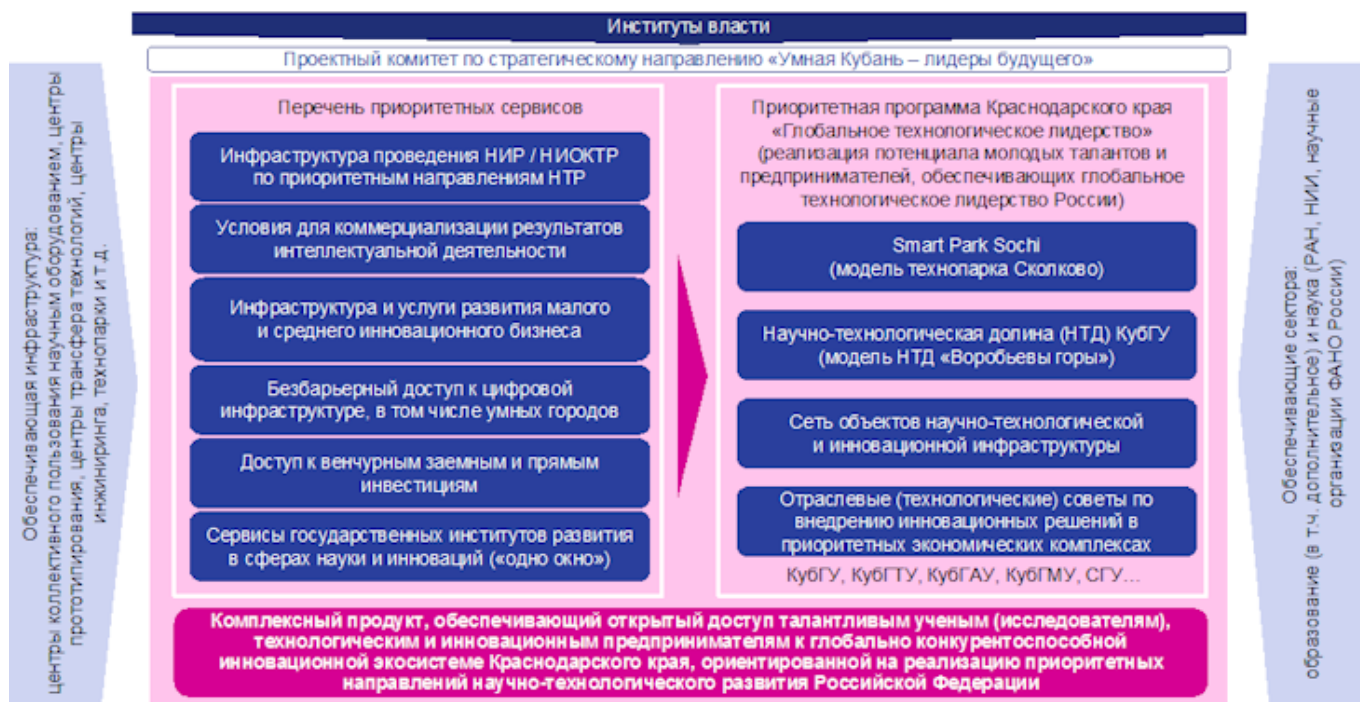 Институты власти
Проектный комитет по стратегическому направлению «Умная Кубань – лидеры будущего»
Обеспечивающая инфраструктура:
центры коллективного пользования научным оборудованием, центры
прототипирования, центры трансфера технологий, центры
инжиниринга, технопарки и т.д.
Перечень приоритетных сервисов
Инфраструктура проведения НИР / НИОКТР
по приоритетным направлениям НТР
Условия для коммерциализации результатов
интеллектуальной деятельности
Инфраструктура и услуги развития малого
и среднего инновационного бизнеса
Безбарьерный доступ к цифровой
инфраструктуре, в том числе умных городов
Доступ к венчурным заемным и прямым
инвестициям
Сервисы государственных институтов развития
в сферах науки и инноваций («одно окно»)
Приоритетная программа Краснодарского края
«Глобальное технологическое лидерство»
(реализация потенциала молодых талантов и
предпринимателей, обеспечивающих глобальное
технологическое лидерство России)
Smart Park Sochi
(модель технопарка Сколково)
Научно-технологическая долина (НТД) КубГУ
(модель НТД «Воробьевы горы»)
Сеть объектов научно-технологической
и инновационной инфраструктуры
Отраслевые (технологические) советы по
внедрению инновационных решений в
приоритетных экономических комплексах
КубГУ, КубГТУ, КубГАУ, КубГМУ, СГУ...
Комплексный продукт, обеспечивающий открытый доступ талантливым ученым (исследователям),
технологическим и инновационным предпринимателям к глобально конкурентоспособной
инновационной экосистеме Краснодарского края, ориентированной на реализацию приоритетных
направлений научно-технологического развития Российской Федерации
Обеспечивающие сектора:
образование (в т.ч. дополнительное) и наука (РАН, НИИ, научные
организации ФАНО России)